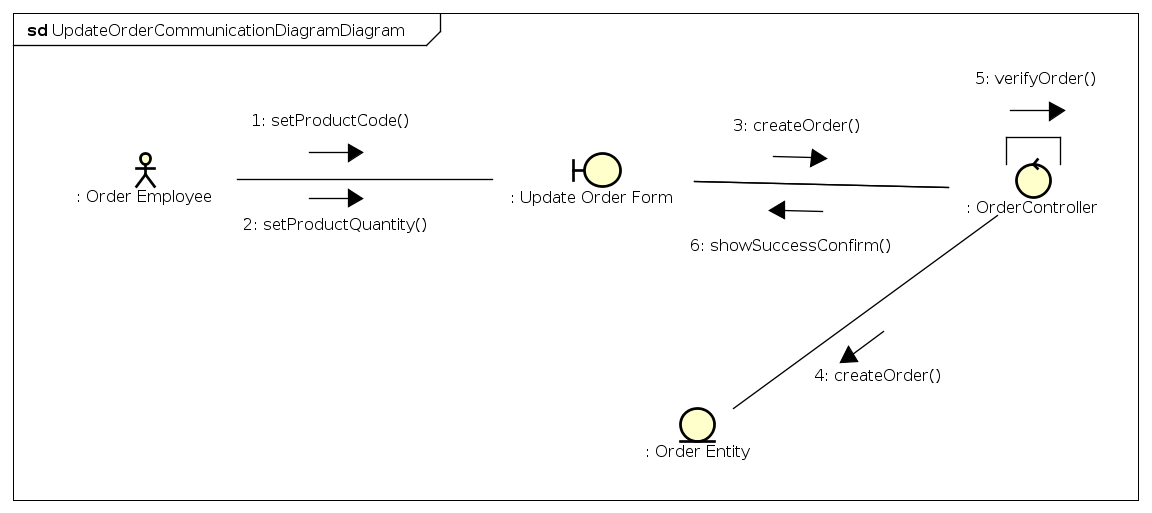 sd UpdateOrderCommunicationDiagramDiagram
5: verifyOrder()
1: setProductCode()
3: createOrder()
: Order Employee
: Update Order Form
: OrderController
2: setProductQuantity()
6: showSuccessConfirm()
4: createOrder()
: Order Entity